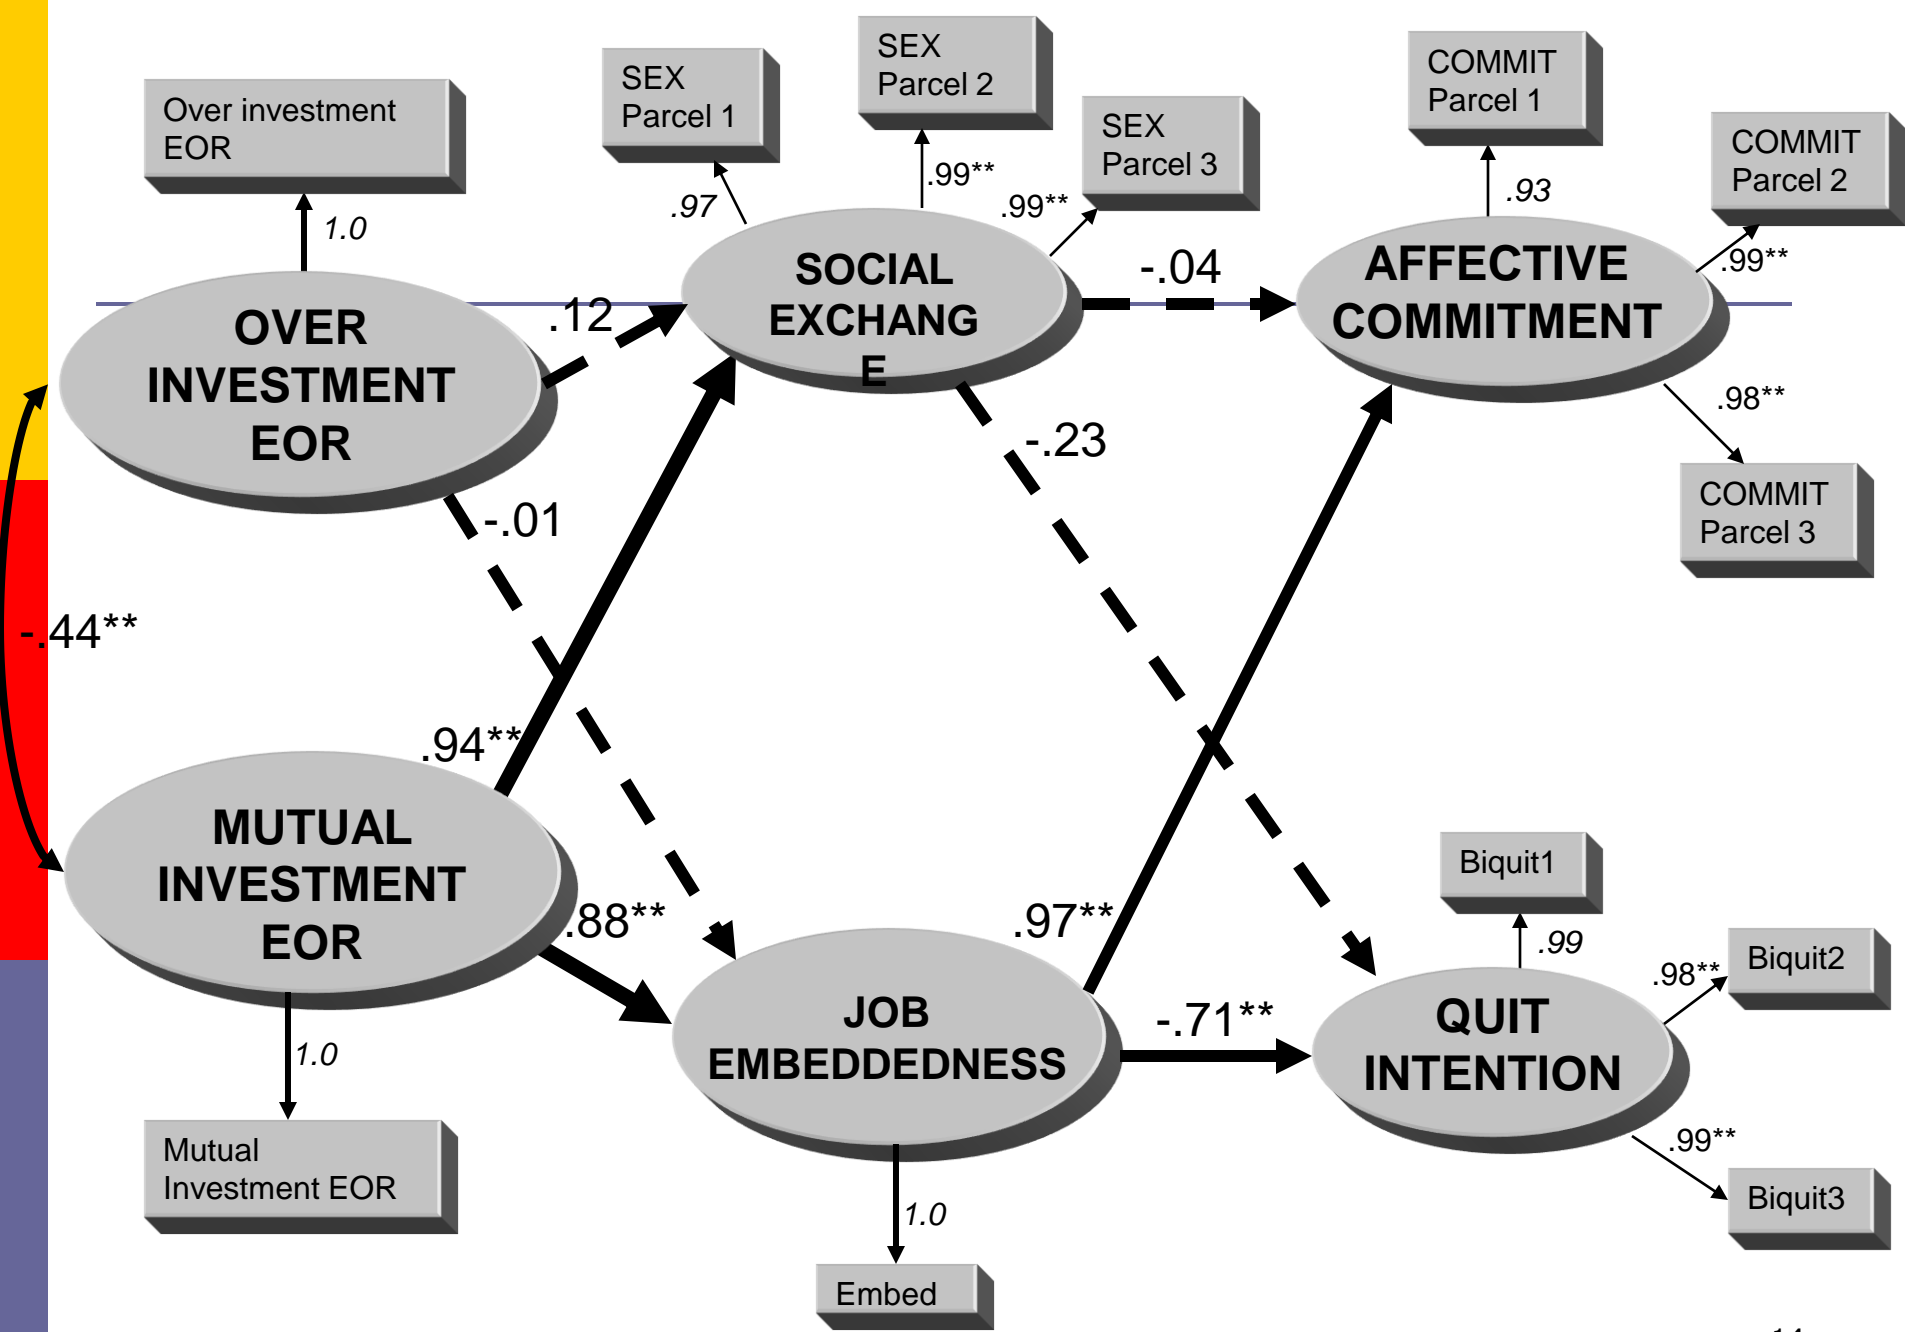 SEX
Parcel 1
SEX
Parcel 2
SEX
Parcel 3
COMMIT
Parcel 1
COMMIT
Parcel 2
Over investment
EOR
.97
.99**
.99**
.93
.99**
1.0
OVER
INVESTMENT
EOR
.12
SOCIAL
EXCHANG
E
-.04
AFFECTIVE
COMMITMENT
.98**
COMMIT
Parcel 3
-.23
-.01
-.44**
.94**
MUTUAL
INVESTMENT
EOR
.88**
.97**
Biquit1
.99
.98**
Biquit2
JOB
EMBEDDEDNESS
-.71**
QUIT
INTENTION
.99**
Biquit3
1.0
Mutual
Investment EOR
1.0
Embed